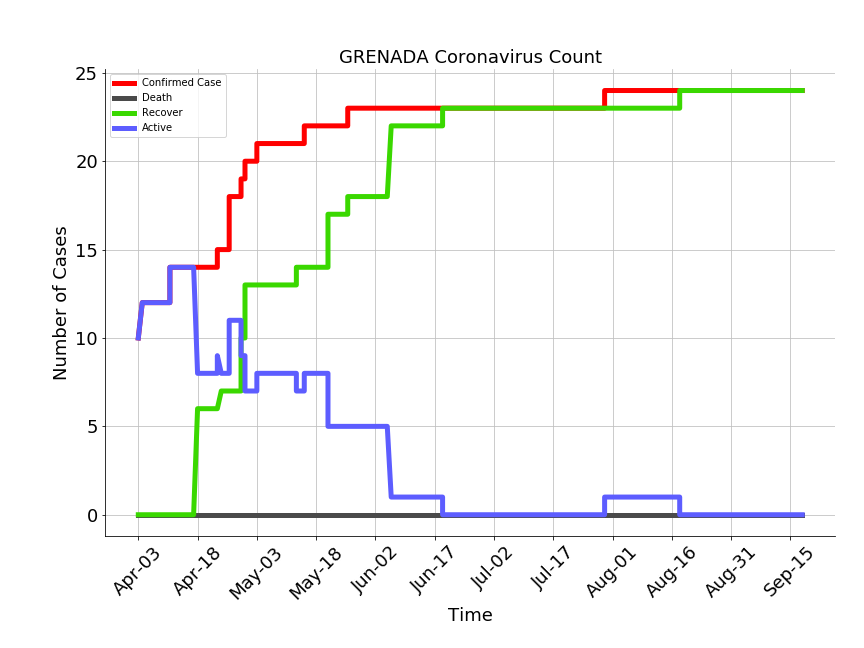 GRENADA Coronavirus Count
Confirmed Case
Death
Recover
Active
25
20
15
10
5
0
Number of Cases
Apr-03
Apr-18
May-03
May-18
Jun-02
Jun-17
Jul-02
Jul-17
Aug-01
Aug-16
Aug-31
Sep-15
Time